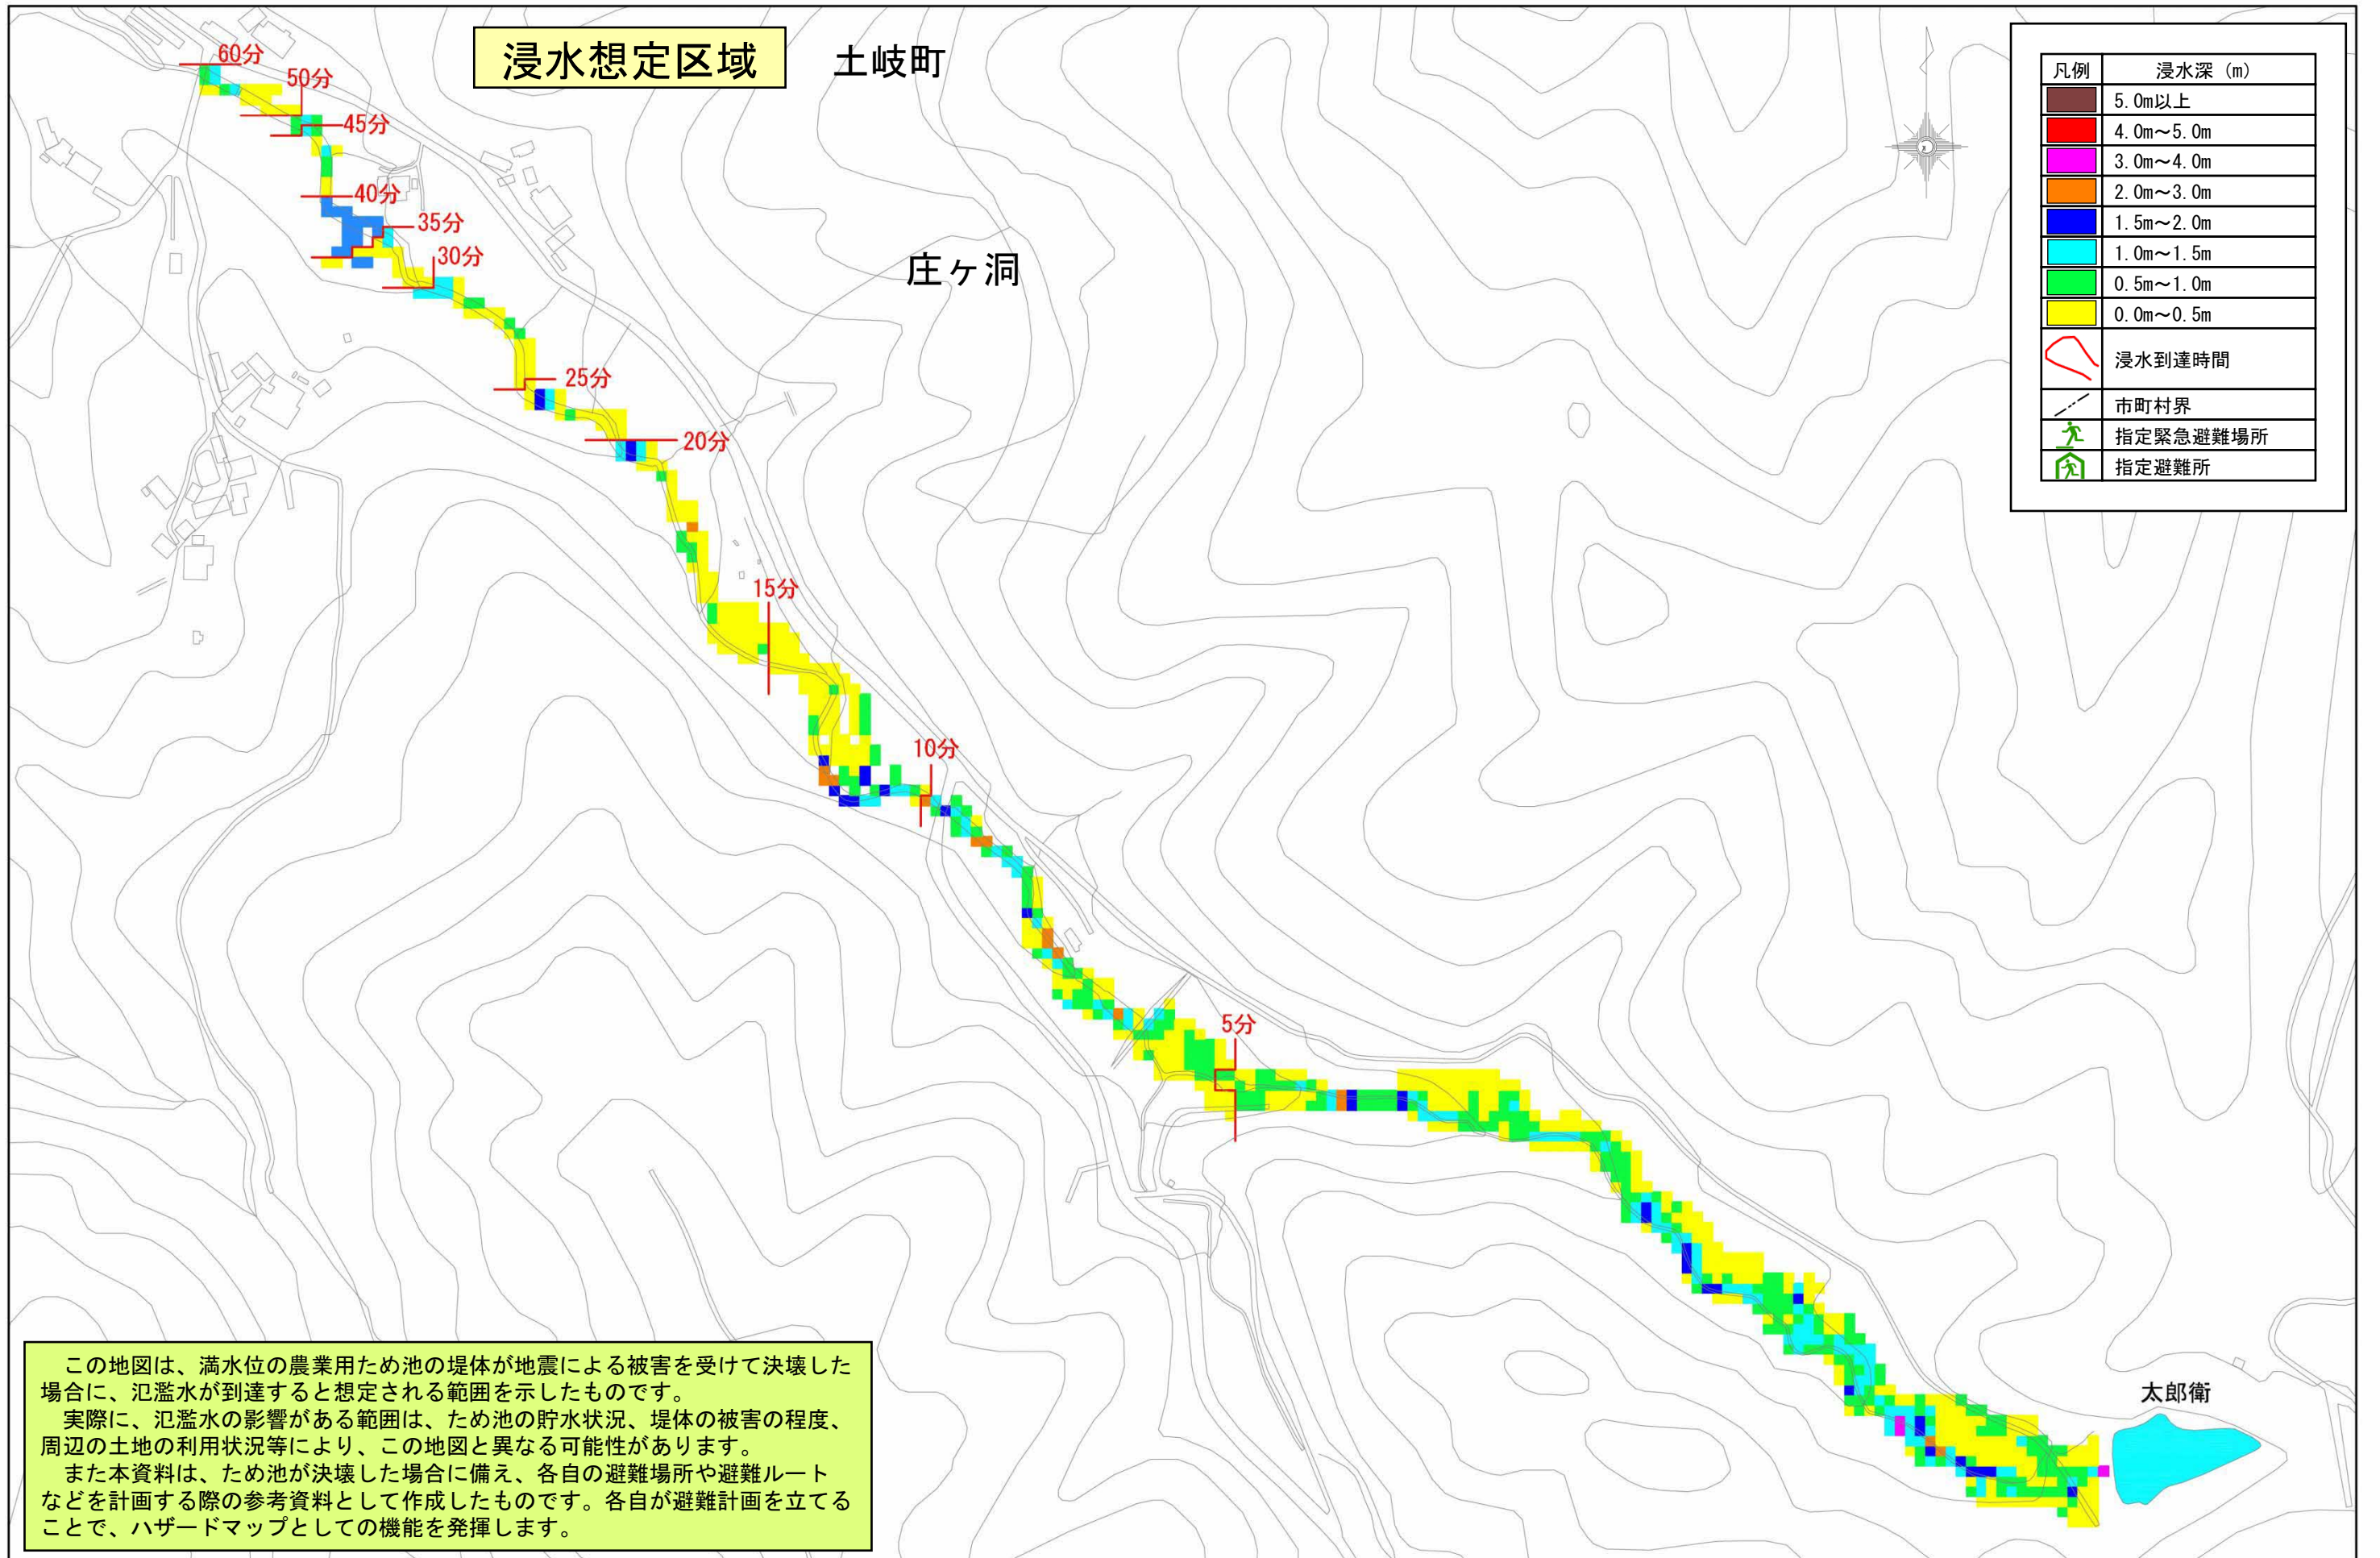 浸水想定区域
土岐町
庄ヶ洞
60分
50分
45分
40分
35分
30分
25分
20分
15分
10分
5分
太郎衛
凡例 浸水深（m）
5.0m以上
4.0m～5.0m
3.0m～4.0m
2.0m～3.0m
1.5m～2.0m
1.0m～1.5m
0.5m～1.0m
0.0m～0.5m
浸水到達時間
市町村界
指定緊急避難場所
指定避難所
この地図は、満水位の農業用ため池の堤体が地震による被害を受けて決壊した
場合に、氾濫水が到達すると想定される範囲を示したものです。
実際に、氾濫水の影響がある範囲は、ため池の貯水状況、堤体の被害の程度、
周辺の土地の利用状況等により、この地図と異なる可能性があります。
また本資料は、ため池が決壊した場合に備え、各自の避難場所や避難ルート
などを計画する際の参考資料として作成したものです。各自が避難計画を立てる
ことで、ハザードマップとしての機能を発揮します。